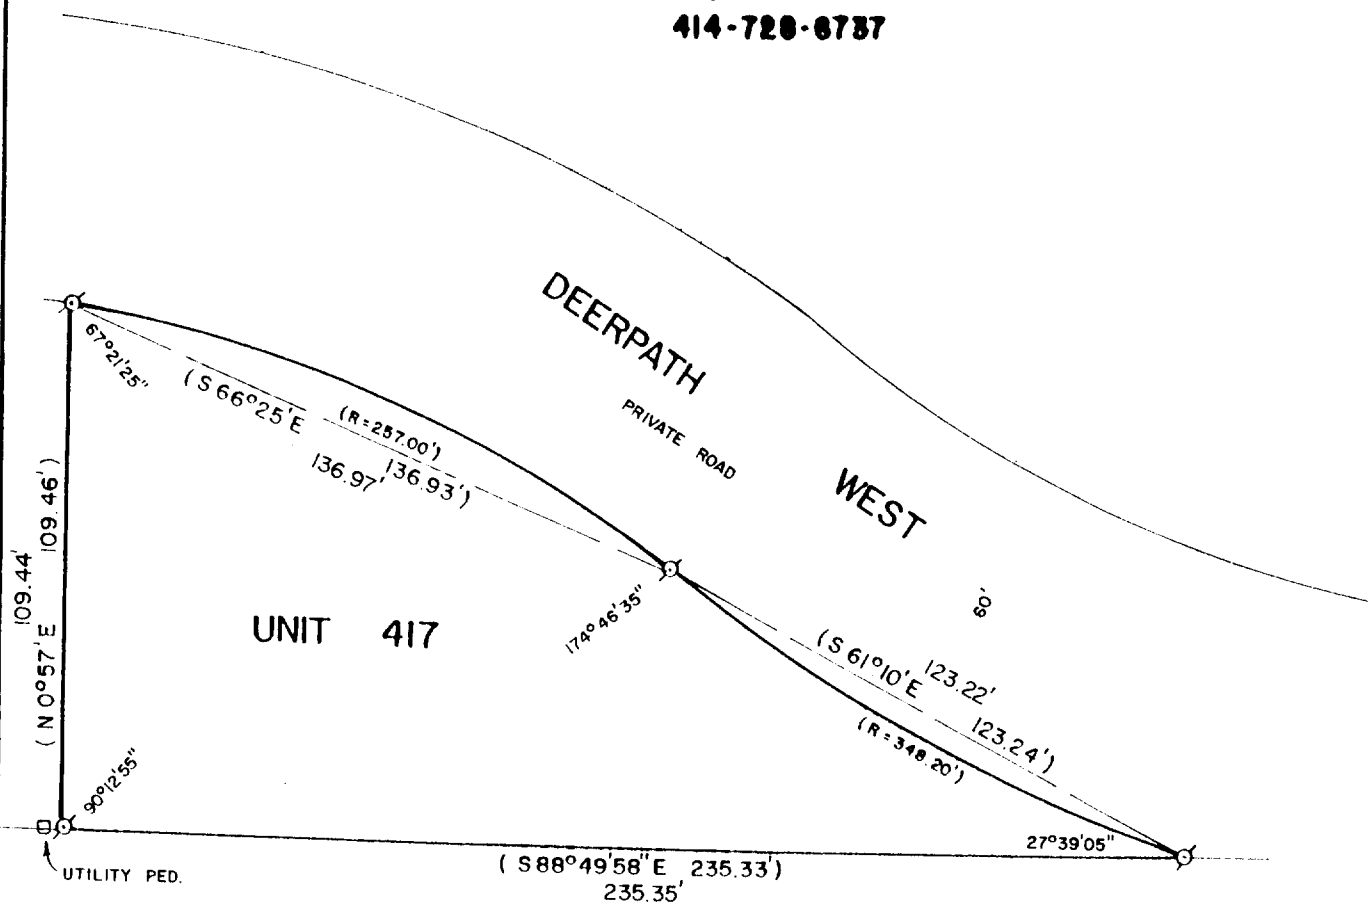 414-728-6737
DEERPATH
WEST
PRIVATE ROAD
60'
67°21'25"
(S 66°25'E
136.93')
(R=257.00')
136.97'
(N 0°57'E 109.46')
109.44'
UNIT 417
174°46'35"
(S 61°10'E
123.24')
123.22'
(R=348.20')
90°12'55"
27°39'05"
(S88°49'58"E 235.33')
235.35'
UTILITY PED.